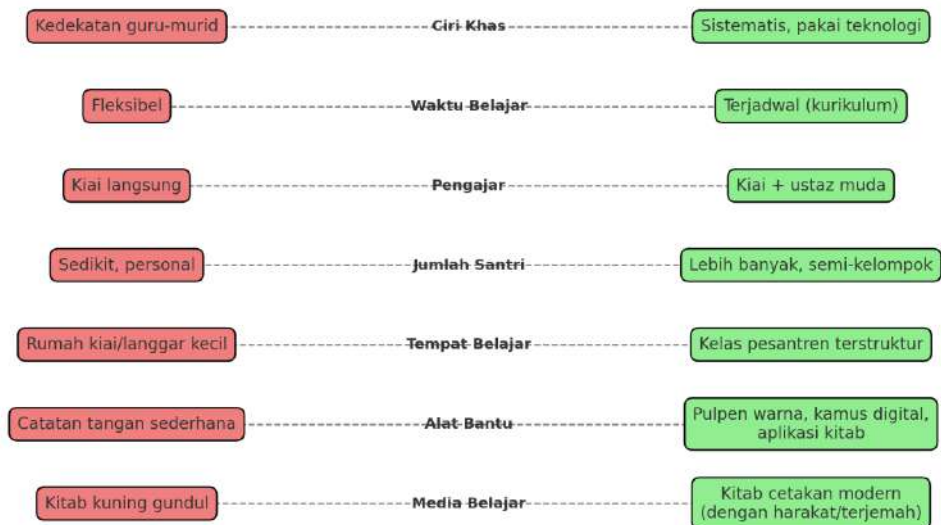 Kedekatan guru-murid
Ciri Khas
Sistematis, pakai teknologi
Fleksibel
Waktu Belajar
Terjadwal (kurikulum)
Kiai langsung
Pengajar
Kiai + ustaz muda
Sedikit, personal
Jumlah Santri
Lebih banyak, semi-kelompok
Rumah kiai/langgar kecil
Tempat Belajar
Kelas pesantren terstruktur
Catatan tangan sederhana
Alat Bantu
Pulpen warna, kamus digital,
aplikasi kitab
Kitab kuning gundul
Media Belajar
Kitab cetakan modern
(dengan harakat/terjemah)